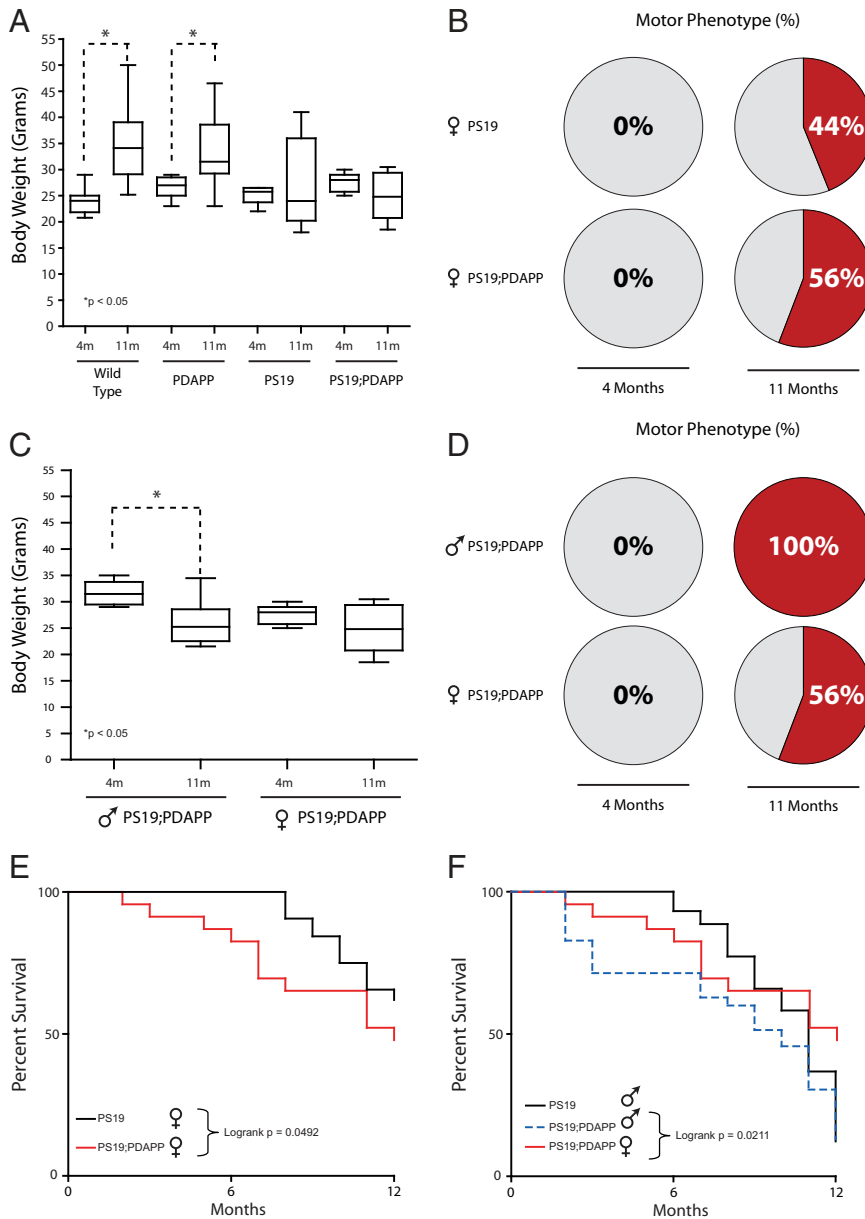 A
Body Weight (Grams)
55
50
45
40
35
30
25
20
15
10
5
0
*
*
*p < 0.05
4m 11m 4m 11m 4m 11m 4m 11m
Wild Type
PDAPP
PS19
PS19;PDAPP
B
Motor Phenotype (%)
♀ PS19
0%
44%
♀ PS19;PDAPP
0%
56%
4 Months
11 Months
C
Body Weight (Grams)
55
50
45
40
35
30
25
20
15
10
5
0
*
*p < 0.05
4m 11m 4m 11m
♂ PS19;PDAPP
♀ PS19;PDAPP
D
Motor Phenotype (%)
♂ PS19;PDAPP
0%
100%
♀ PS19;PDAPP
0%
56%
4 Months
11 Months
E
Percent Survival
100
50
0
PS19 ♀
PS19;PDAPP ♀
Logrank p = 0.0492
0 6 12
Months
F
Percent Survival
100
50
0
PS19 ♂
PS19;PDAPP ♂
PS19;PDAPP ♀
Logrank p = 0.0211
0 6 12
Months